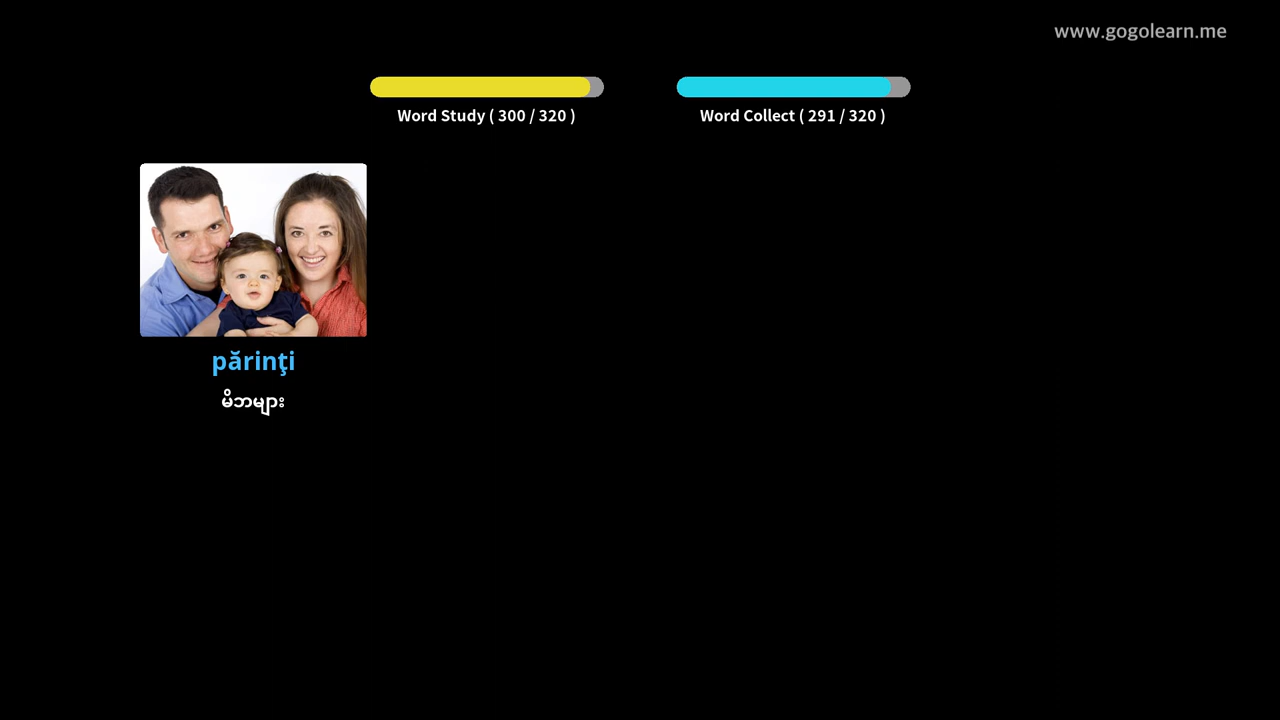 www.gogolearn.me
Word Study ( 300 / 320 )
Word Collect ( 291 / 320 )
părinţi
မိဘများ